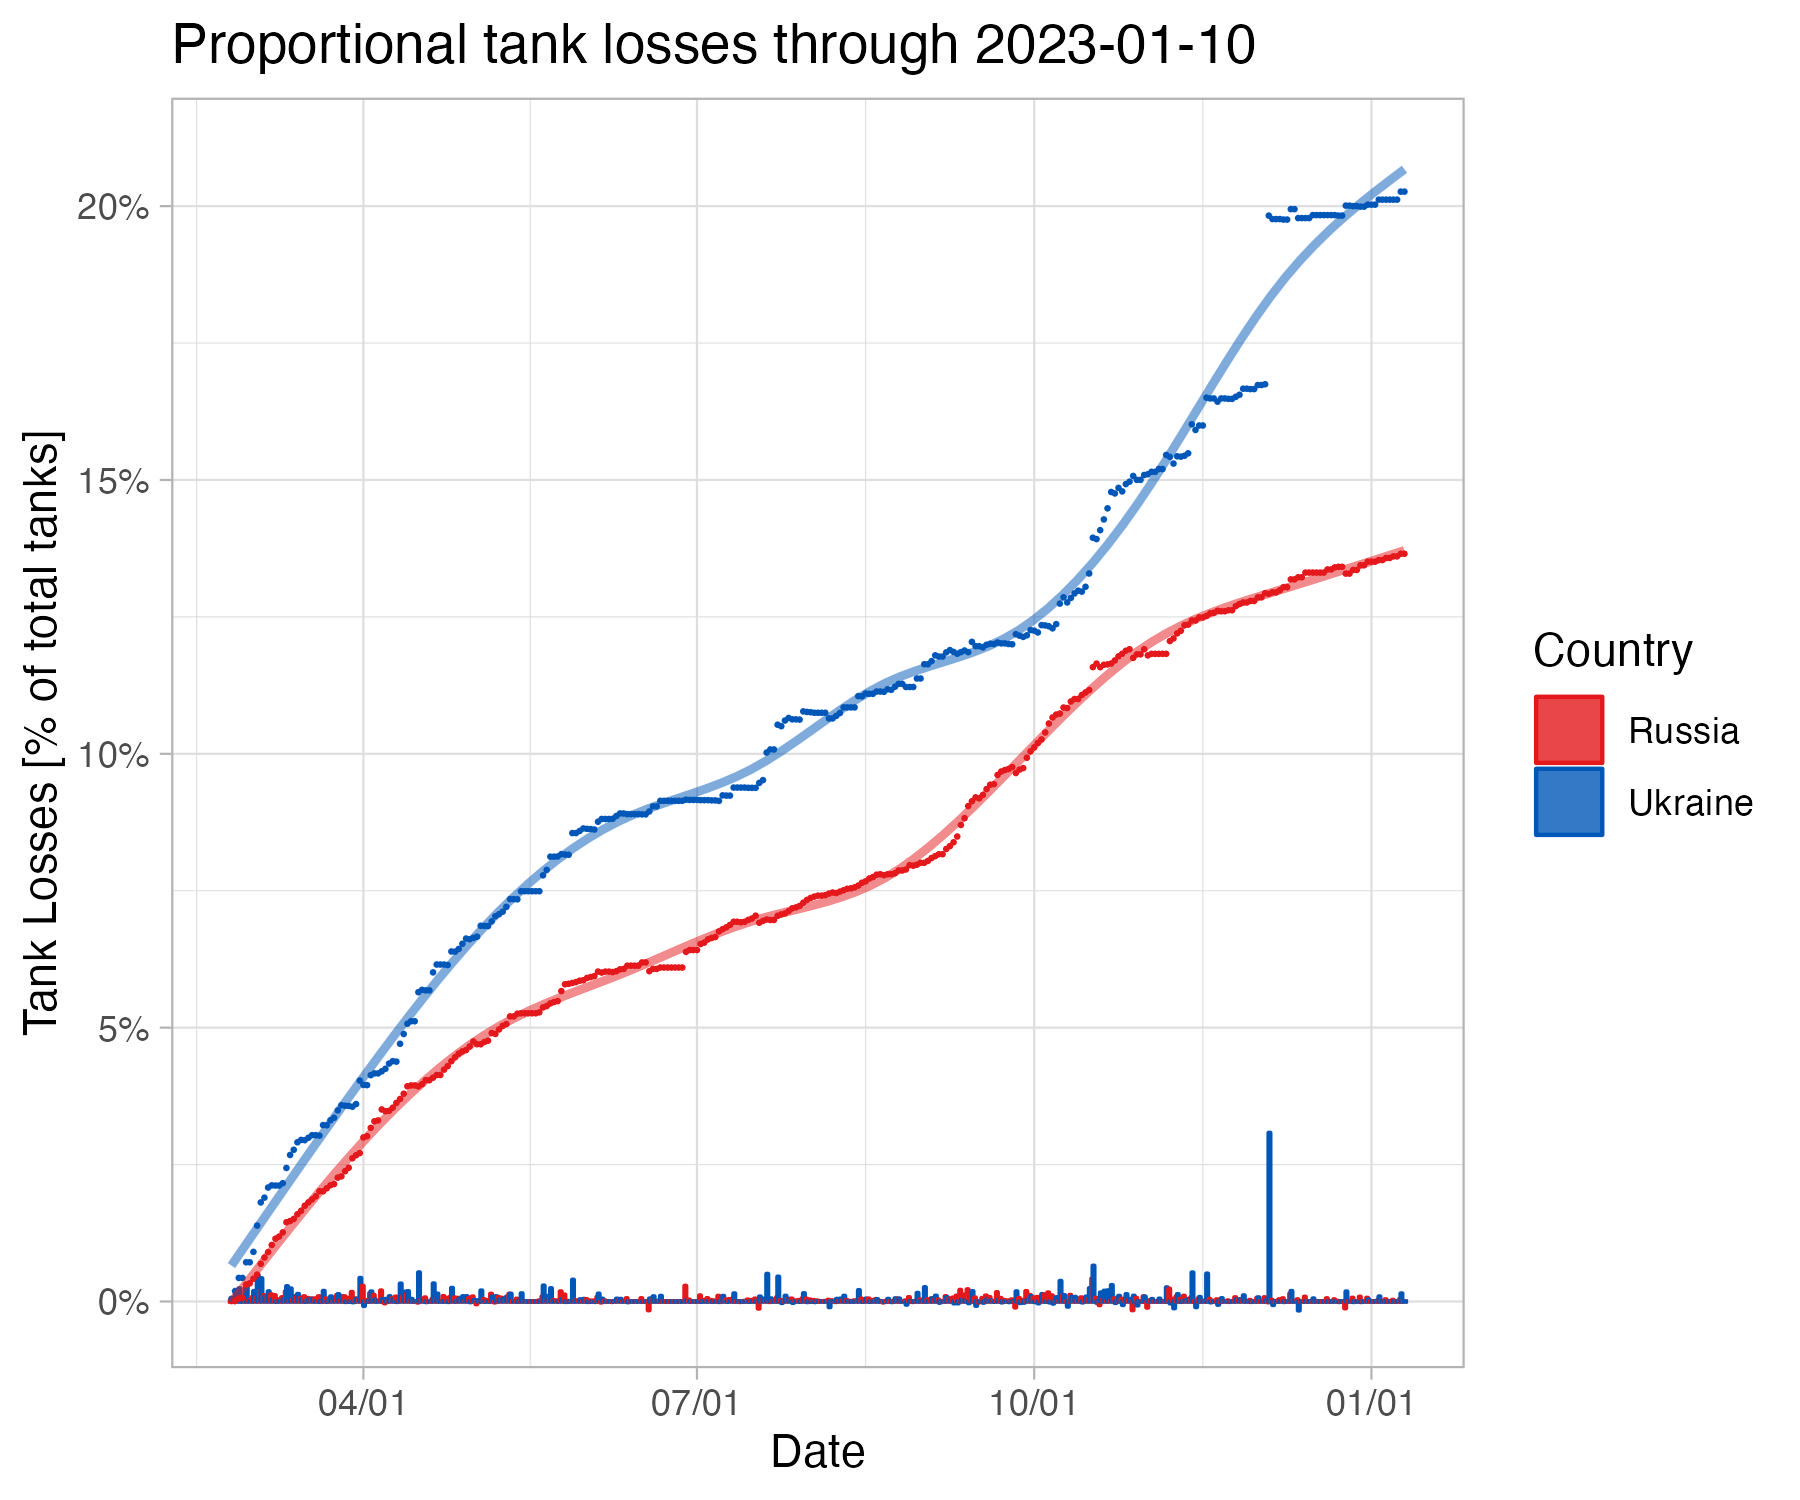 Proportional tank losses through 2023-01-10
Tank Losses [% of total tanks]
20%
15%
10%
5%
0%
04/01
07/01
10/01
01/01
Date
Country
Russia
Ukraine